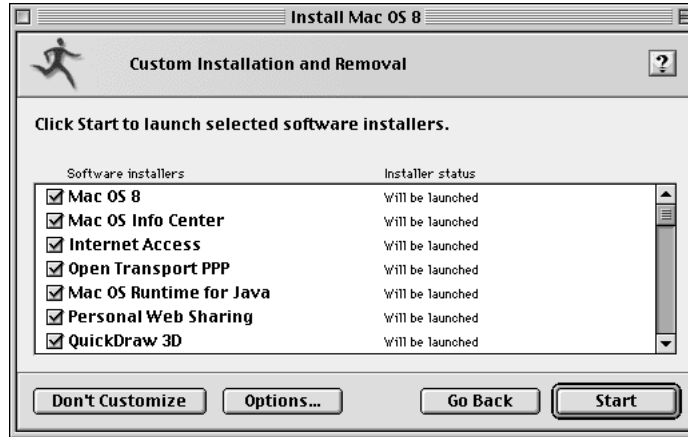 Install Mac OS 8
Custom Installation and Removal
?
Click Start to launch selected software installers.
Software installers Installer status
Mac OS 8 Will be launched
Mac OS Info Center Will be launched
Internet Access Will be launched
Open Transport PPP Will be launched
Mac OS Runtime for Java Will be launched
Personal Web Sharing Will be launched
QuickDraw 3D Will be launched
Don't Customize Options... Go Back Start